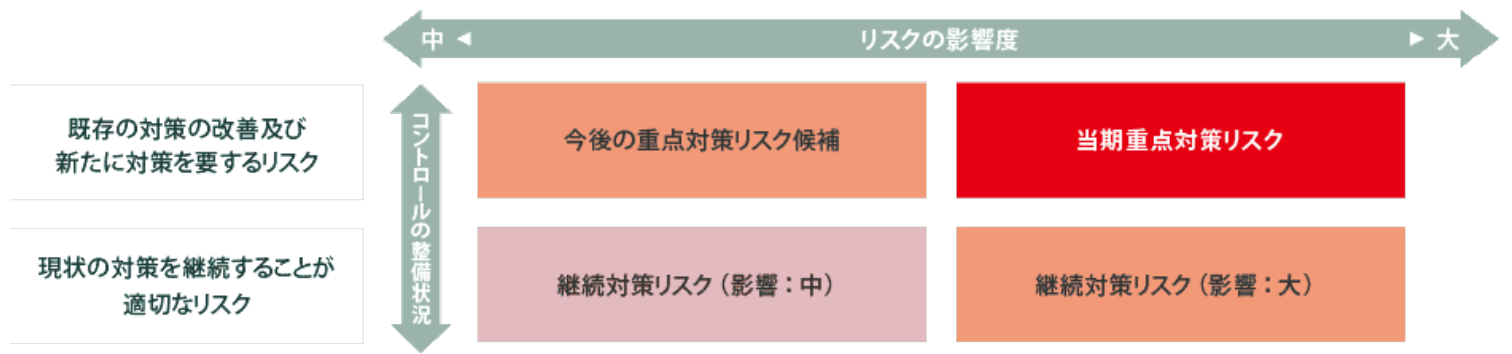 中 ◄ リスクの影響度 ► 大
既存の対策の改善及び
新たに対策を要するリスク
コントロールの整備状況
今後の重点対策リスク候補
当期重点対策リスク
現状の対策を継続することが
適切なリスク
継続対策リスク（影響：中）
継続対策リスク（影響：大）